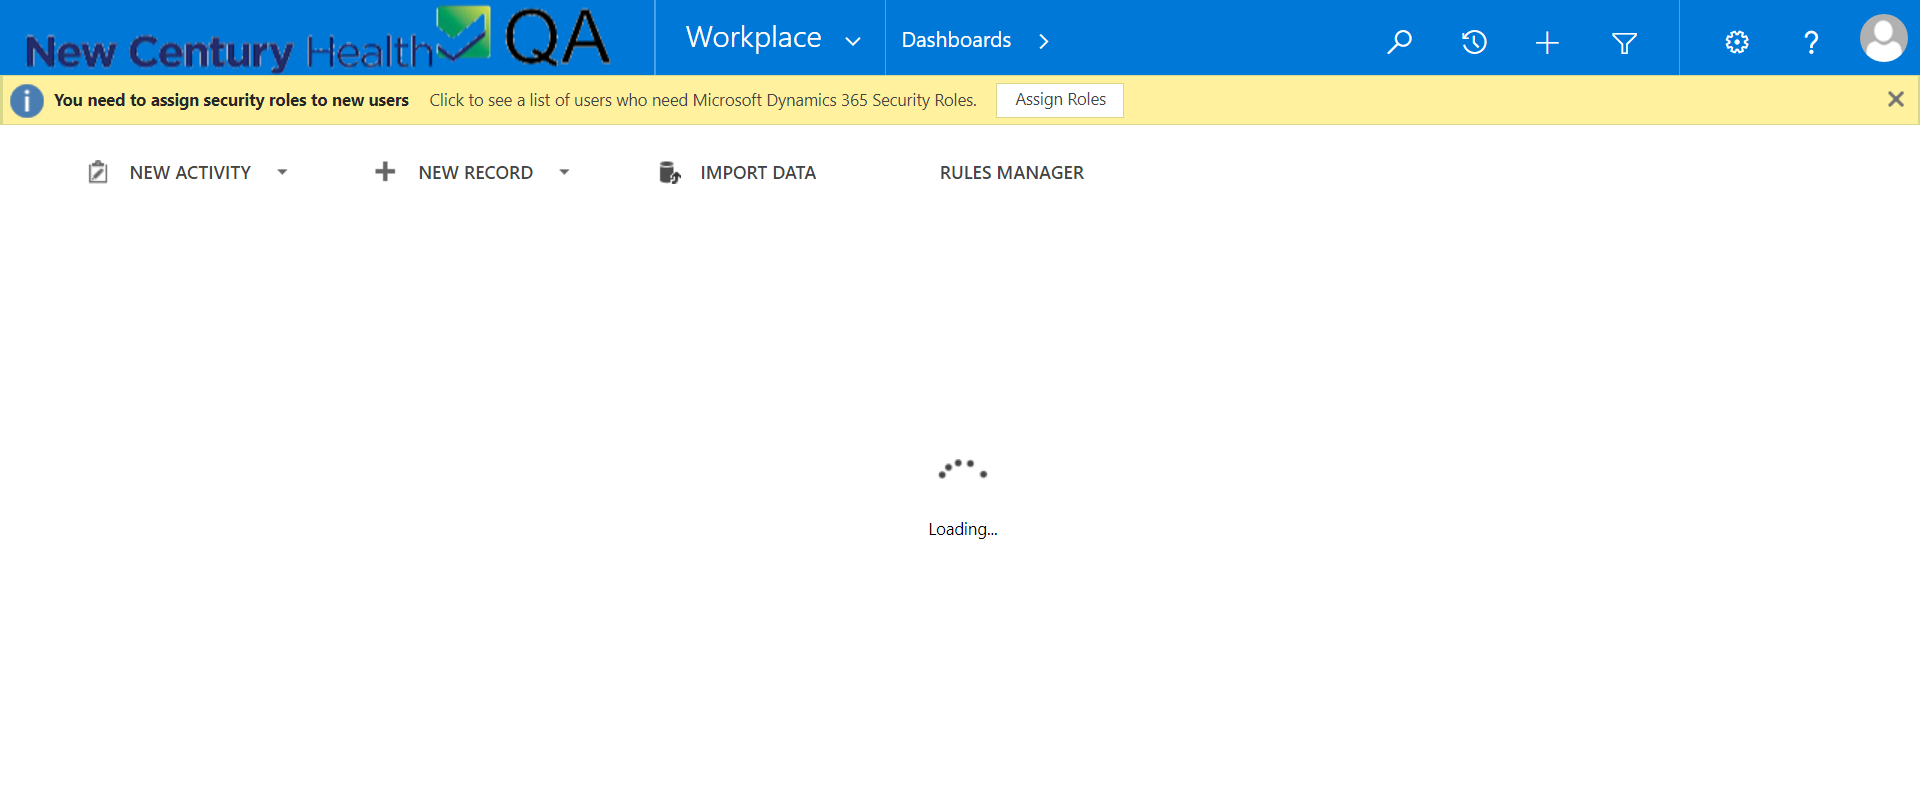 New Century Health QA
Workplace
Dashboards
You need to assign security roles to new users Click to see a list of users who need Microsoft Dynamics 365 Security Roles. Assign Roles
NEW ACTIVITY
NEW RECORD
IMPORT DATA
RULES MANAGER
Loading...